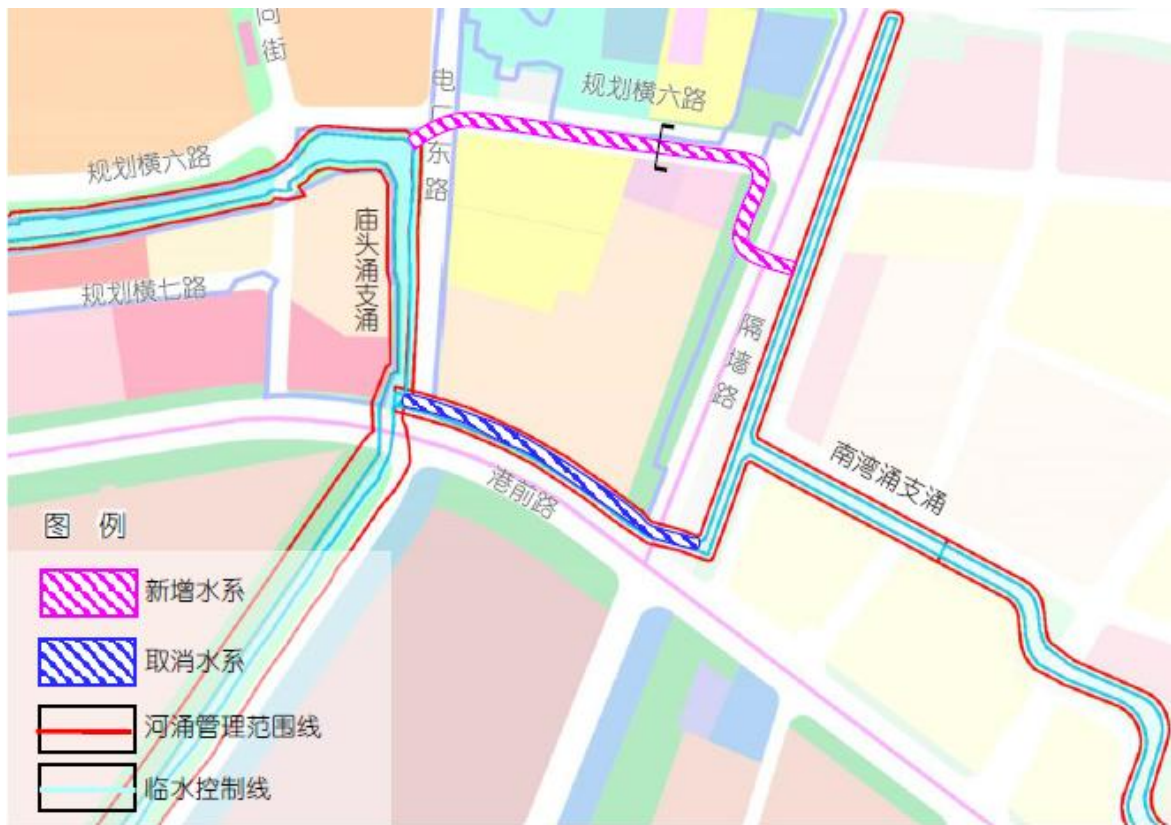 向街
电厂东路
规划横六路
规划横六路
庙头涌支涌
规划横七路
隔墙路
南湾涌支涌
港前路
图 例
新增水系
取消水系
河涌管理范围线
临水控制线